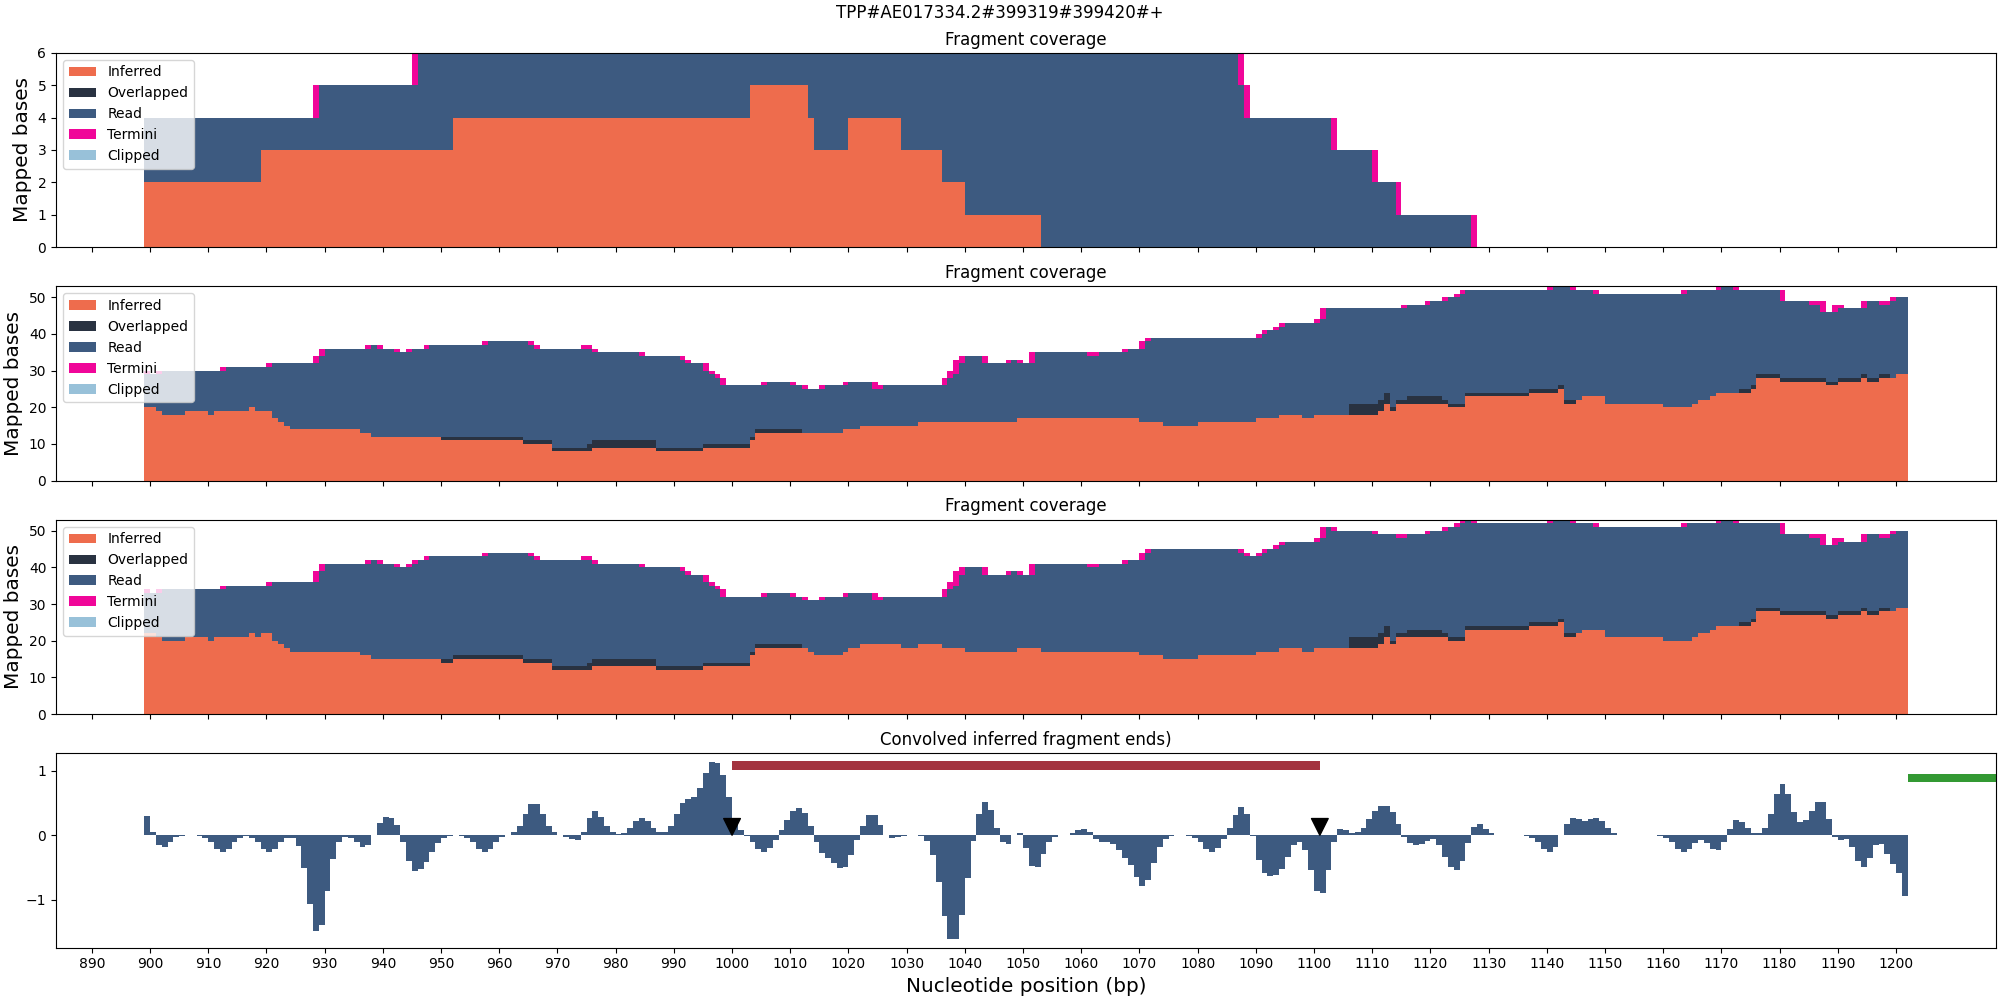 TPP#AE017334.2#399319#399420#+
Fragment coverage
Mapped bases
6
5
4
3
2
1
0
Inferred
Overlapped
Read
Termini
Clipped
Fragment coverage
Mapped bases
50
40
30
20
10
0
Inferred
Overlapped
Read
Termini
Clipped
Fragment coverage
Mapped bases
50
40
30
20
10
0
Inferred
Overlapped
Read
Termini
Clipped
Convolved inferred fragment ends)
1
0
−1
890 900 910 920 930 940 950 960 970 980 990 1000 1010 1020 1030 1040 1050 1060 1070 1080 1090 1100 1110 1120 1130 1140 1150 1160 1170 1180 1190 1200
Nucleotide position (bp)